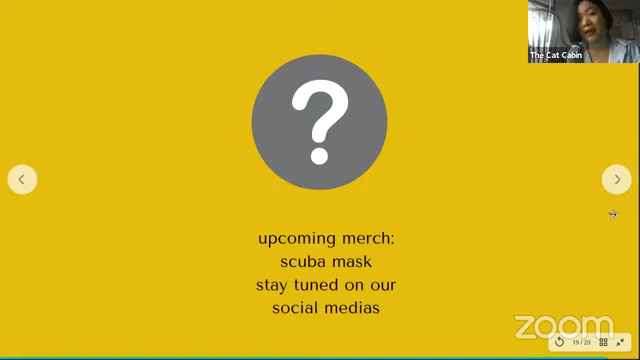 The Cat Cabin
?
upcoming merch:
scuba mask
stay tuned on our
social medias
zoom
19 / 20